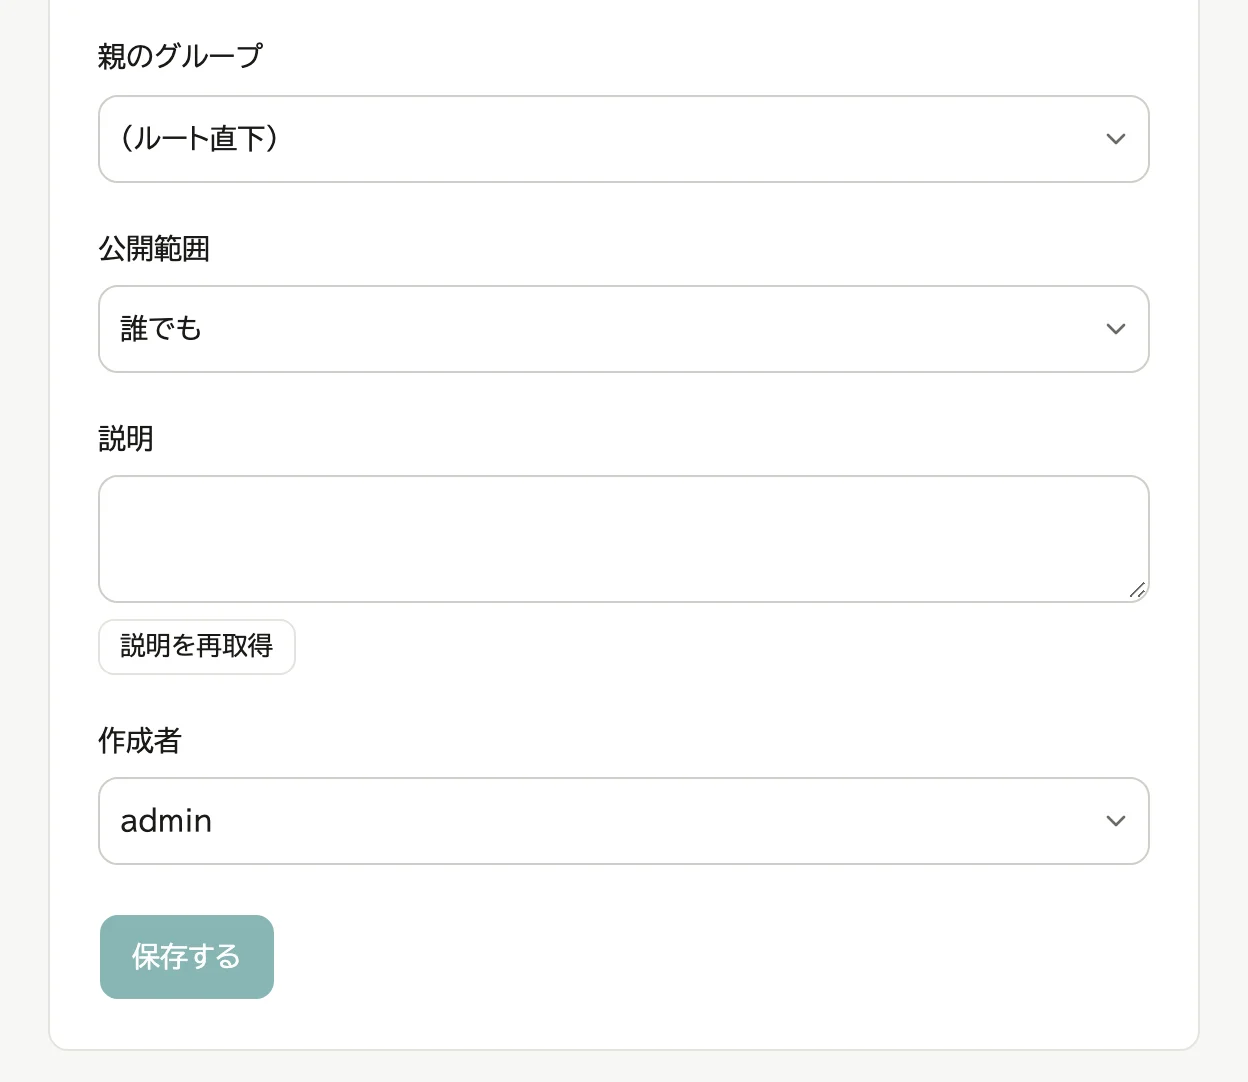 親のグループ
（ルート直下）
公開範囲
誰でも
説明
説明を再取得
作成者
admin
保存する